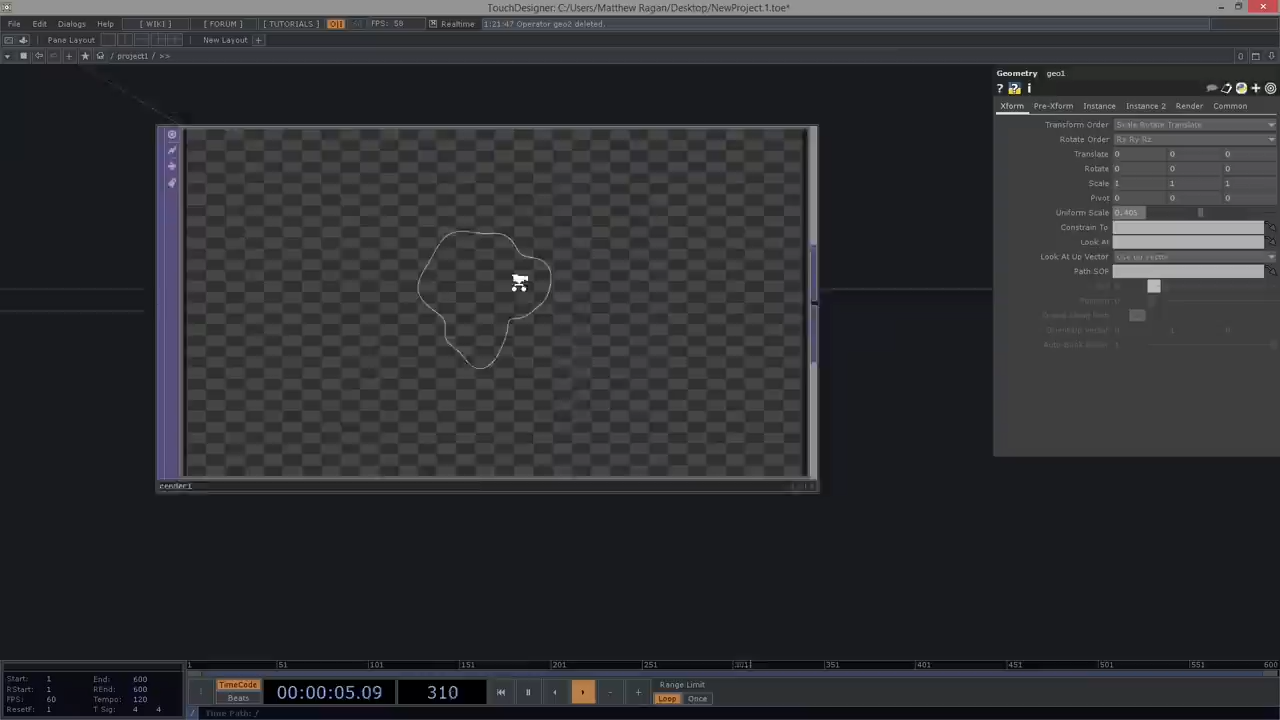 TouchDesigner: C:/Users/Matthew Ragan/Desktop/NewProject 1.toe*
File Edit Dialogs Help [ WIKI ] [ FORUM ] [ TUTORIALS ] O|I FPS: 58 Realtime 1:21:47 Operator geo2 deleted.
Pane Layout New Layout +
/ project1 / >>
Geometry geo1
? i
Xform Pre-Xform Instance Instance 2 Render Common
Transform Order Scale Rotate Translate
Rotate Order Rx Ry Rz
Translate 0 0 0
Rotate 0 0 0
Scale 1 1 1
Pivot 0 0 0
Uniform Scale 0.405
Constrain To
Look At
Look At Up Vector Use Up Vector
Path SOP
render1
1 51 101 151 201 251 301 351 401 451 501 551 600
Start: 1 End: 600
RStart: 1 REnd: 600
FPS: 60 Tempo: 120
ResetF: 1 T Sig: 4 4
TimeCode
Beats
00:00:05.09 310
Range Limit
Loop Once
/ Time Path: /